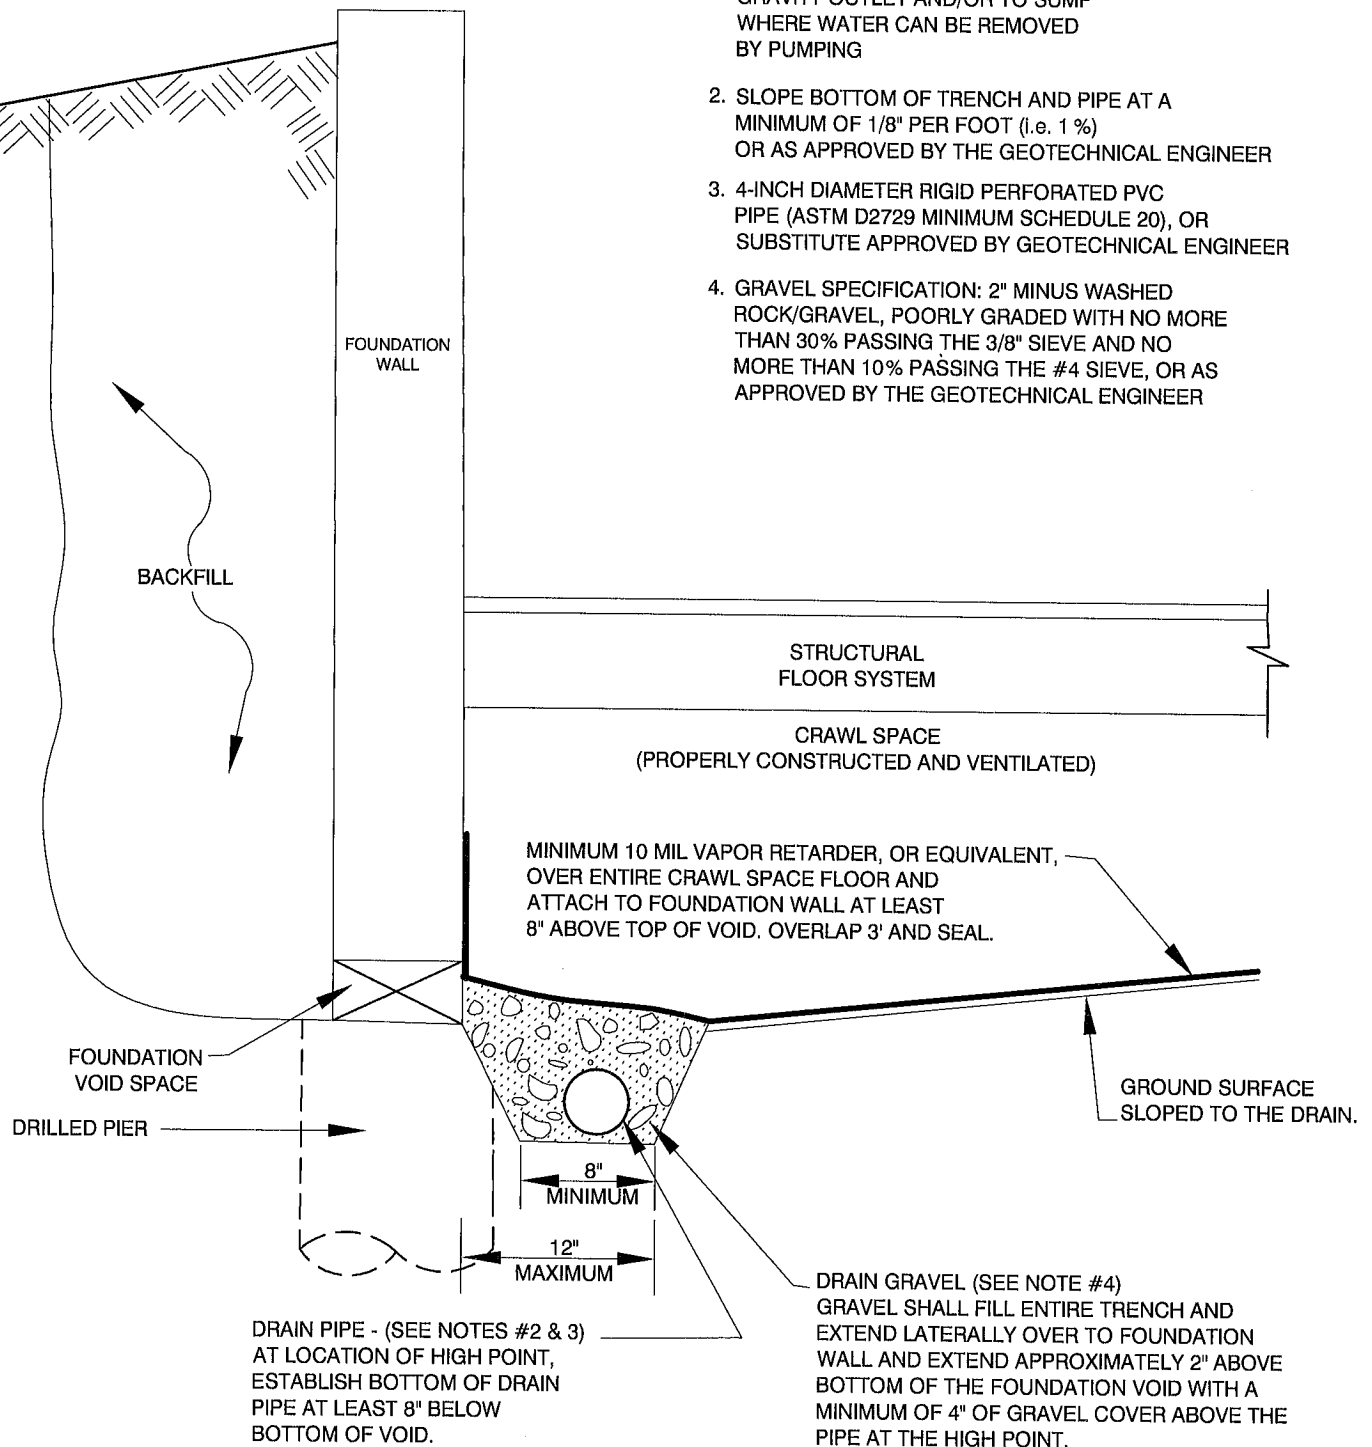 GRAVITY OUTLET AND/OR TO SUMP
WHERE WATER CAN BE REMOVED
BY PUMPING
2. SLOPE BOTTOM OF TRENCH AND PIPE AT A
MINIMUM OF 1/8" PER FOOT (i.e. 1 %)
OR AS APPROVED BY THE GEOTECHNICAL ENGINEER
3. 4-INCH DIAMETER RIGID PERFORATED PVC
PIPE (ASTM D2729 MINIMUM SCHEDULE 20), OR
SUBSTITUTE APPROVED BY GEOTECHNICAL ENGINEER
4. GRAVEL SPECIFICATION: 2" MINUS WASHED
ROCK/GRAVEL, POORLY GRADED WITH NO MORE
THAN 30% PASSING THE 3/8" SIEVE AND NO
MORE THAN 10% PASSING THE #4 SIEVE, OR AS
APPROVED BY THE GEOTECHNICAL ENGINEER
FOUNDATION
WALL
BACKFILL
STRUCTURAL
FLOOR SYSTEM
CRAWL SPACE
(PROPERLY CONSTRUCTED AND VENTILATED)
MINIMUM 10 MIL VAPOR RETARDER, OR EQUIVALENT,
OVER ENTIRE CRAWL SPACE FLOOR AND
ATTACH TO FOUNDATION WALL AT LEAST
8" ABOVE TOP OF VOID. OVERLAP 3' AND SEAL.
FOUNDATION
VOID SPACE
DRILLED PIER
GROUND SURFACE
SLOPED TO THE DRAIN.
8"
MINIMUM
12"
MAXIMUM
DRAIN PIPE - (SEE NOTES #2 & 3)
AT LOCATION OF HIGH POINT,
ESTABLISH BOTTOM OF DRAIN
PIPE AT LEAST 8" BELOW
BOTTOM OF VOID.
DRAIN GRAVEL (SEE NOTE #4)
GRAVEL SHALL FILL ENTIRE TRENCH AND
EXTEND LATERALLY OVER TO FOUNDATION
WALL AND EXTEND APPROXIMATELY 2" ABOVE
BOTTOM OF THE FOUNDATION VOID WITH A
MINIMUM OF 4" OF GRAVEL COVER ABOVE THE
PIPE AT THE HIGH POINT.